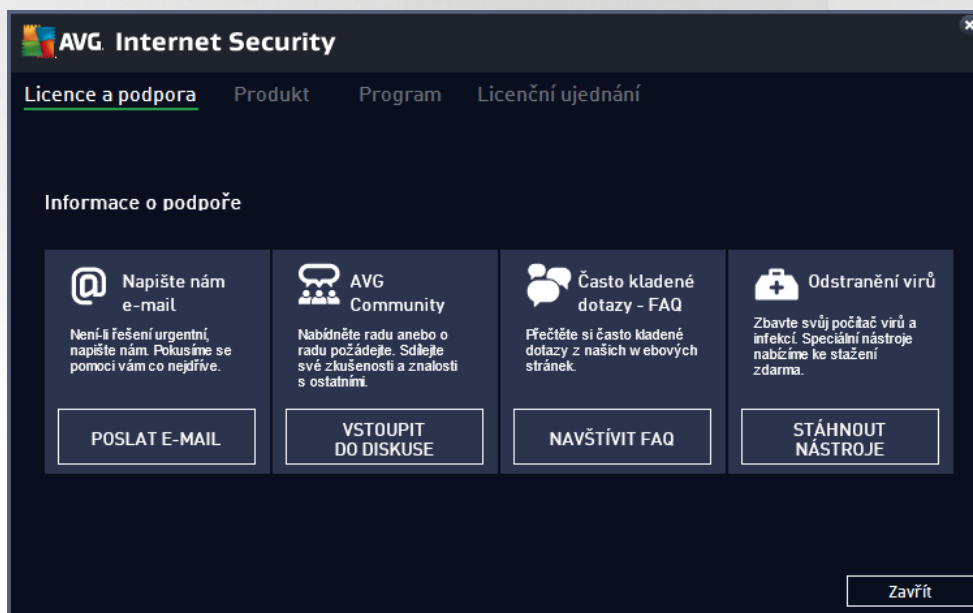 AVG. Internet Security
Licence a podpora Produkt Program Licenční ujednání
Informace o podpoře
Napište nám
e-mail
Není-li řešení urgentní,
napište nám. Pokusíme se
pomoci vám co nejdříve.
POSLAT E-MAIL
AVG
Community
Nabídněte radu anebo o
radu požádejte. Sdílejte
své zkušenosti a znalosti
s ostatními.
VSTOUPIT
DO DISKUSE
Často kladené
dotazy - FAQ
Přečtěte si často kladené
dotazy z našich webových
stránek.
NAVŠTÍVIT FAQ
Odstranění virů
Zbavte svůj počítač virů a
infekcí. Speciální nástroje
nabízíme ke stažení
zdarma.
STÁHNOUT
NÁSTROJE
Zavřít